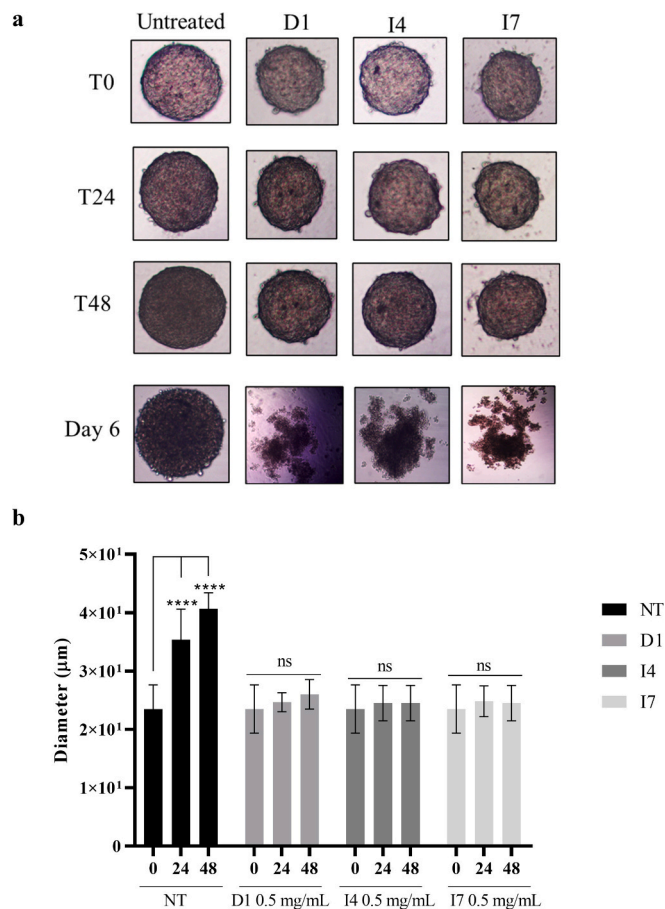 a
Untreated D1 I4 I7
T0
T24
T48
Day 6
b
Diameter (μm)
5×10¹
4×10¹
3×10¹
2×10¹
1×10¹
0
**** ****
ns ns ns
NT
D1
I4
I7
0 24 48 0 24 48 0 24 48 0 24 48
NT D1 0.5 mg/mL I4 0.5 mg/mL I7 0.5 mg/mL